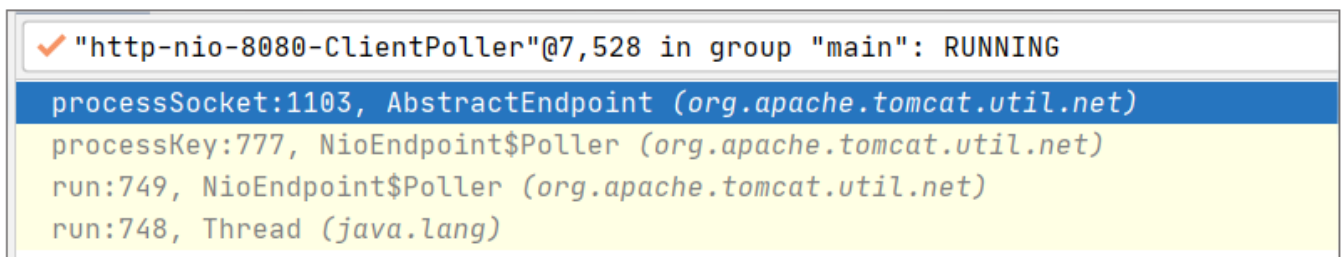 "http-nio-8080-ClientPoller"@7,528 in group "main": RUNNING
processSocket:1103, AbstractEndpoint (org.apache.tomcat.util.net)
processKey:777, NioEndpoint$Poller (org.apache.tomcat.util.net)
run:749, NioEndpoint$Poller (org.apache.tomcat.util.net)
run:748, Thread (java.lang)